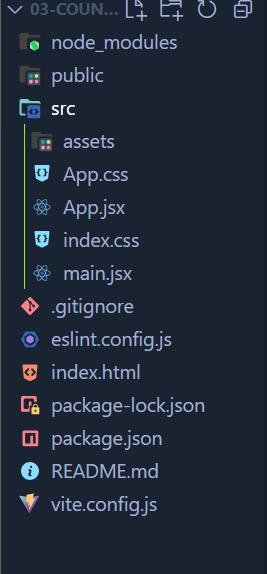 03-COUN...
node_modules
public
src
assets
App.css
App.jsx
index.css
main.jsx
.gitignore
eslint.config.js
index.html
package-lock.json
package.json
README.md
vite.config.js